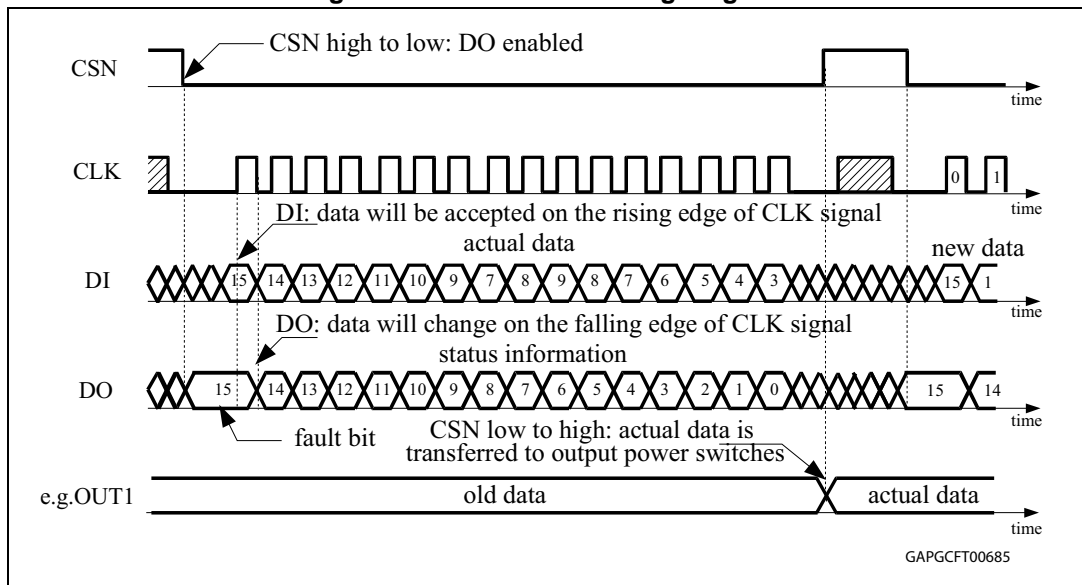 CSN high to low: DO enabled
CSN
time
CLK
0 1
time
DI: data will be accepted on the rising edge of CLK signal
actual data
new data
DI
15 14 13 12 11 10 9 7 8 9 8 7 6 5 4 3 15 1
time
DO: data will change on the falling edge of CLK signal
status information
DO
15 14 13 12 11 10 9 8 7 6 5 4 3 2 1 0 15 14
time
fault bit
CSN low to high: actual data is
transferred to output power switches
e.g.OUT1
old data
actual data
time
GAPGCFT00685